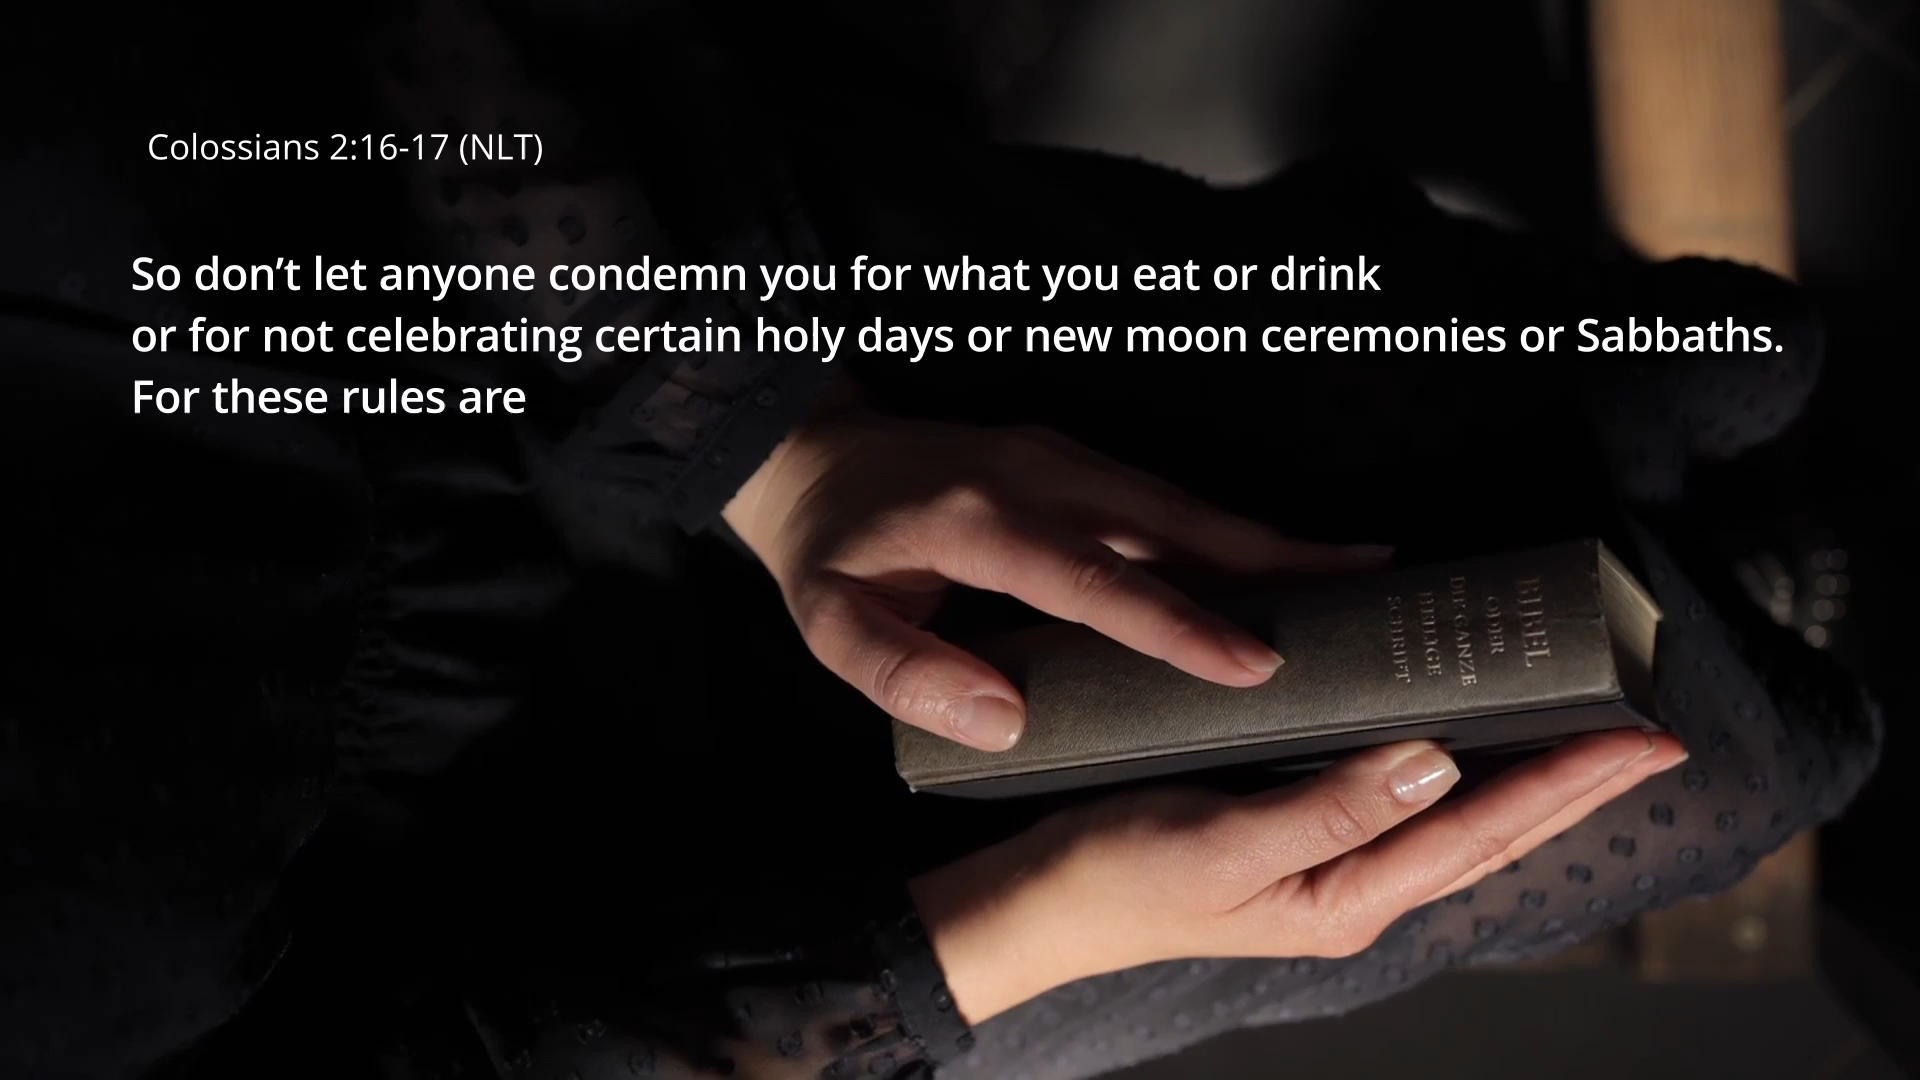 Colossians 2:16-17 (NLT)
So don’t let anyone condemn you for what you eat or drink
or for not celebrating certain holy days or new moon ceremonies or Sabbaths.
For these rules are
BIBEL
ODER
DIE GANZE
HEILIGE
SCHRIFT